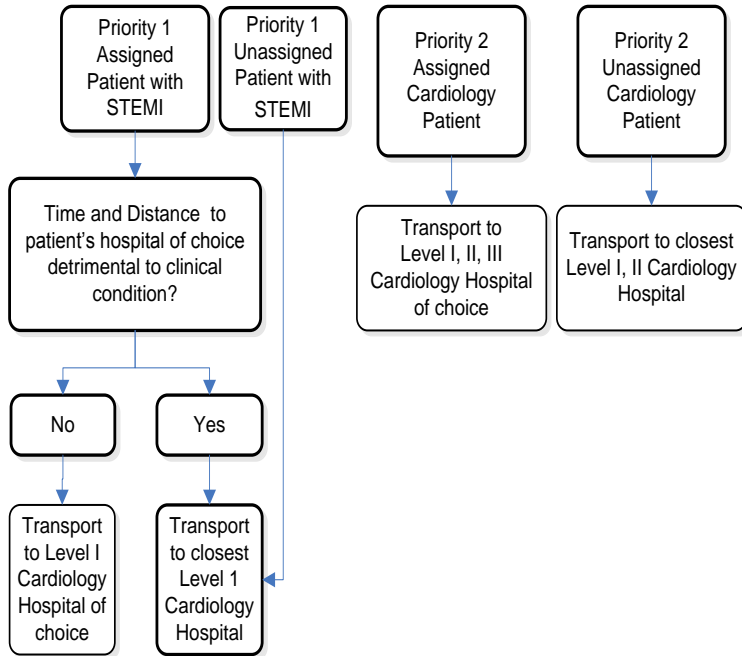 Priority 1
Assigned
Patient with
STEMI
Priority 1
Unassigned
Patient with
STEMI
Priority 2
Assigned
Cardiology
Patient
Priority 2
Unassigned
Cardiology
Patient
Time and Distance to
patient's hospital of choice
detrimental to clinical
condition?
Transport to
Level I, II, III
Cardiology Hospital
of choice
Transport to closest
Level I, II Cardiology
Hospital
No
Yes
Transport
to Level I
Cardiology
Hospital of
choice
Transport
to closest
Level 1
Cardiology
Hospital